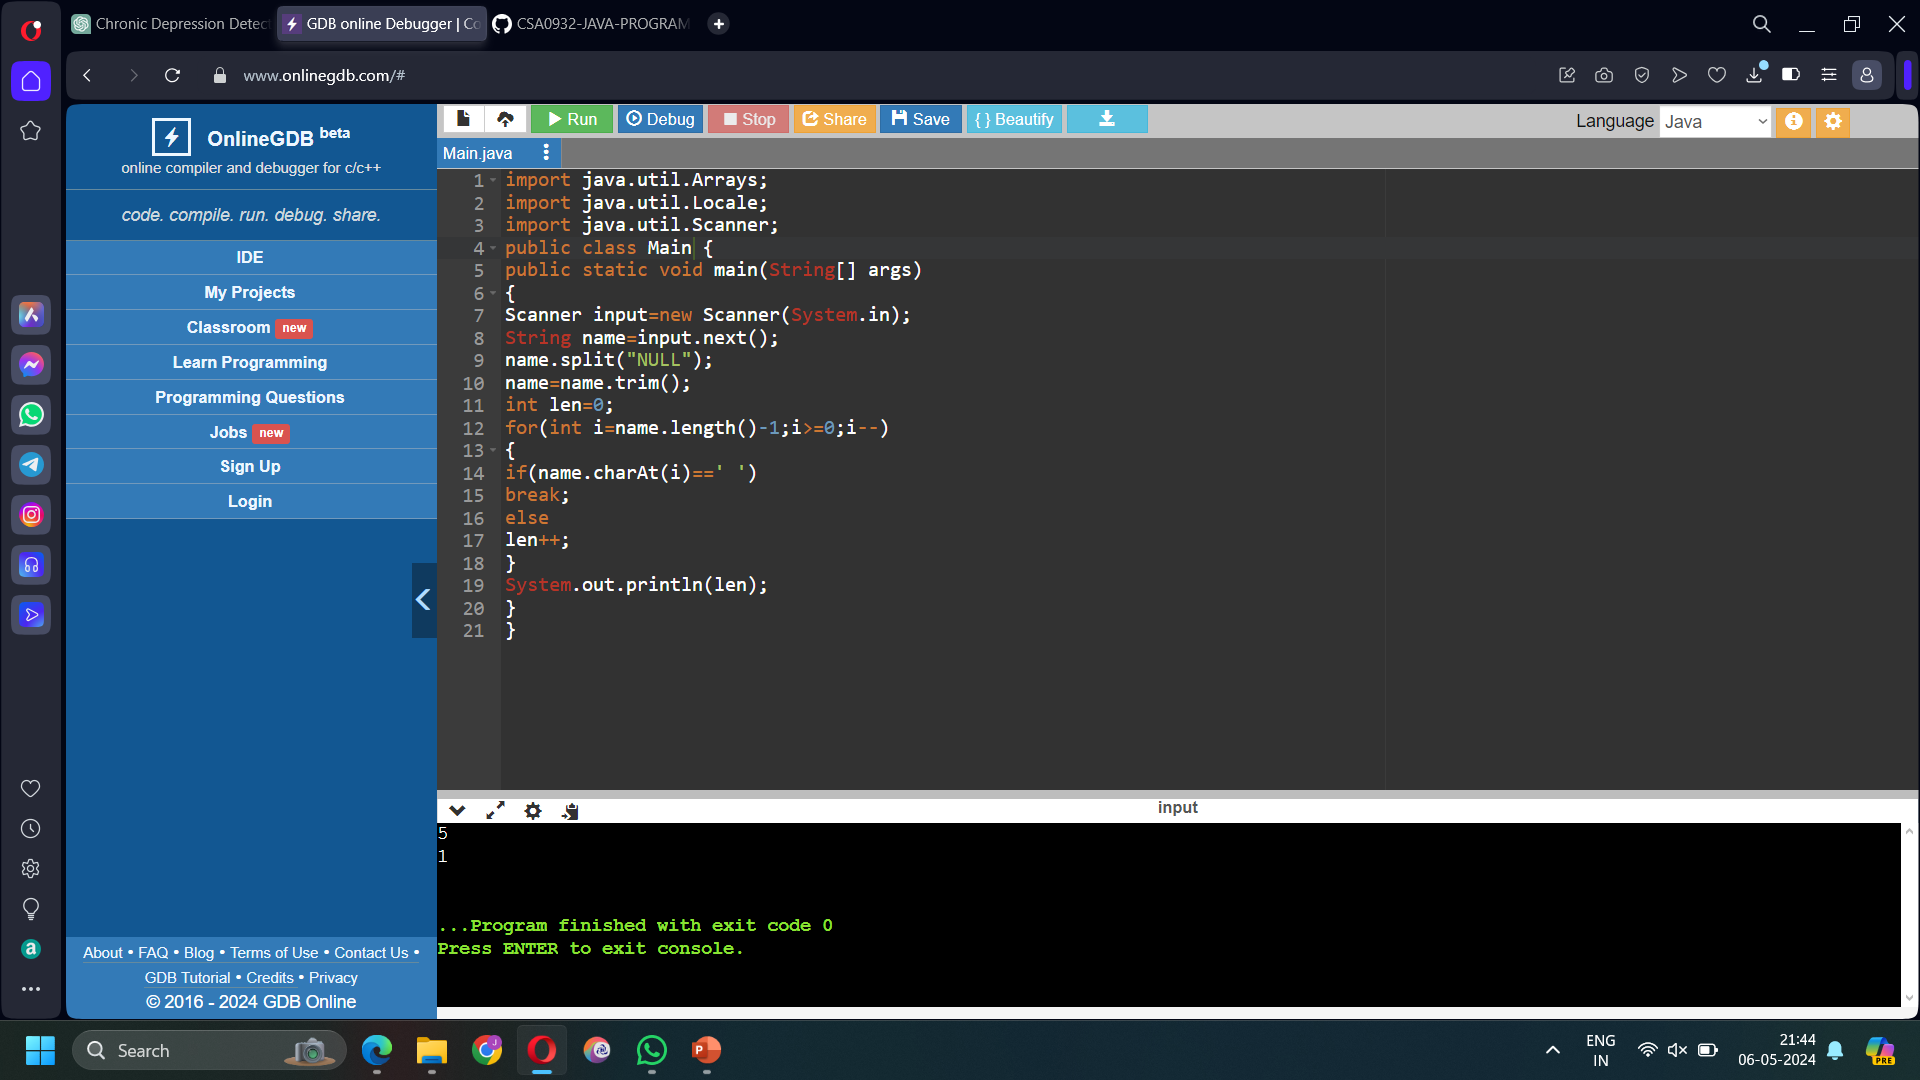 Chronic Depression Detec
GDB online Debugger | Co
CSA0932-JAVA-PROGRAM
www.onlinegdb.com/#
OnlineGDB beta
online compiler and debugger for c/c++
code. compile. run. debug. share.
IDE
My Projects
Classroom new
Learn Programming
Programming Questions
Jobs new
Sign Up
Login
About • FAQ • Blog • Terms of Use • Contact Us •
GDB Tutorial • Credits • Privacy
© 2016 - 2024 GDB Online
Run Debug Stop Share Save { } Beautify
Language Java
Main.java
1 import java.util.Arrays;
2 import java.util.Locale;
3 import java.util.Scanner;
4 public class Main {
5 public static void main(String[] args)
6 {
7 Scanner input=new Scanner(System.in);
8 String name=input.next();
9 name.split("NULL");
10 name=name.trim();
11 int len=0;
12 for(int i=name.length()-1;i>=0;i--)
13 {
14 if(name.charAt(i)==' ')
15 break;
16 else
17 len++;
18 }
19 System.out.println(len);
20 }
21 }
input
5
1
...Program finished with exit code 0
Press ENTER to exit console.
Search
ENG
IN
21:44
06-05-2024
PRE